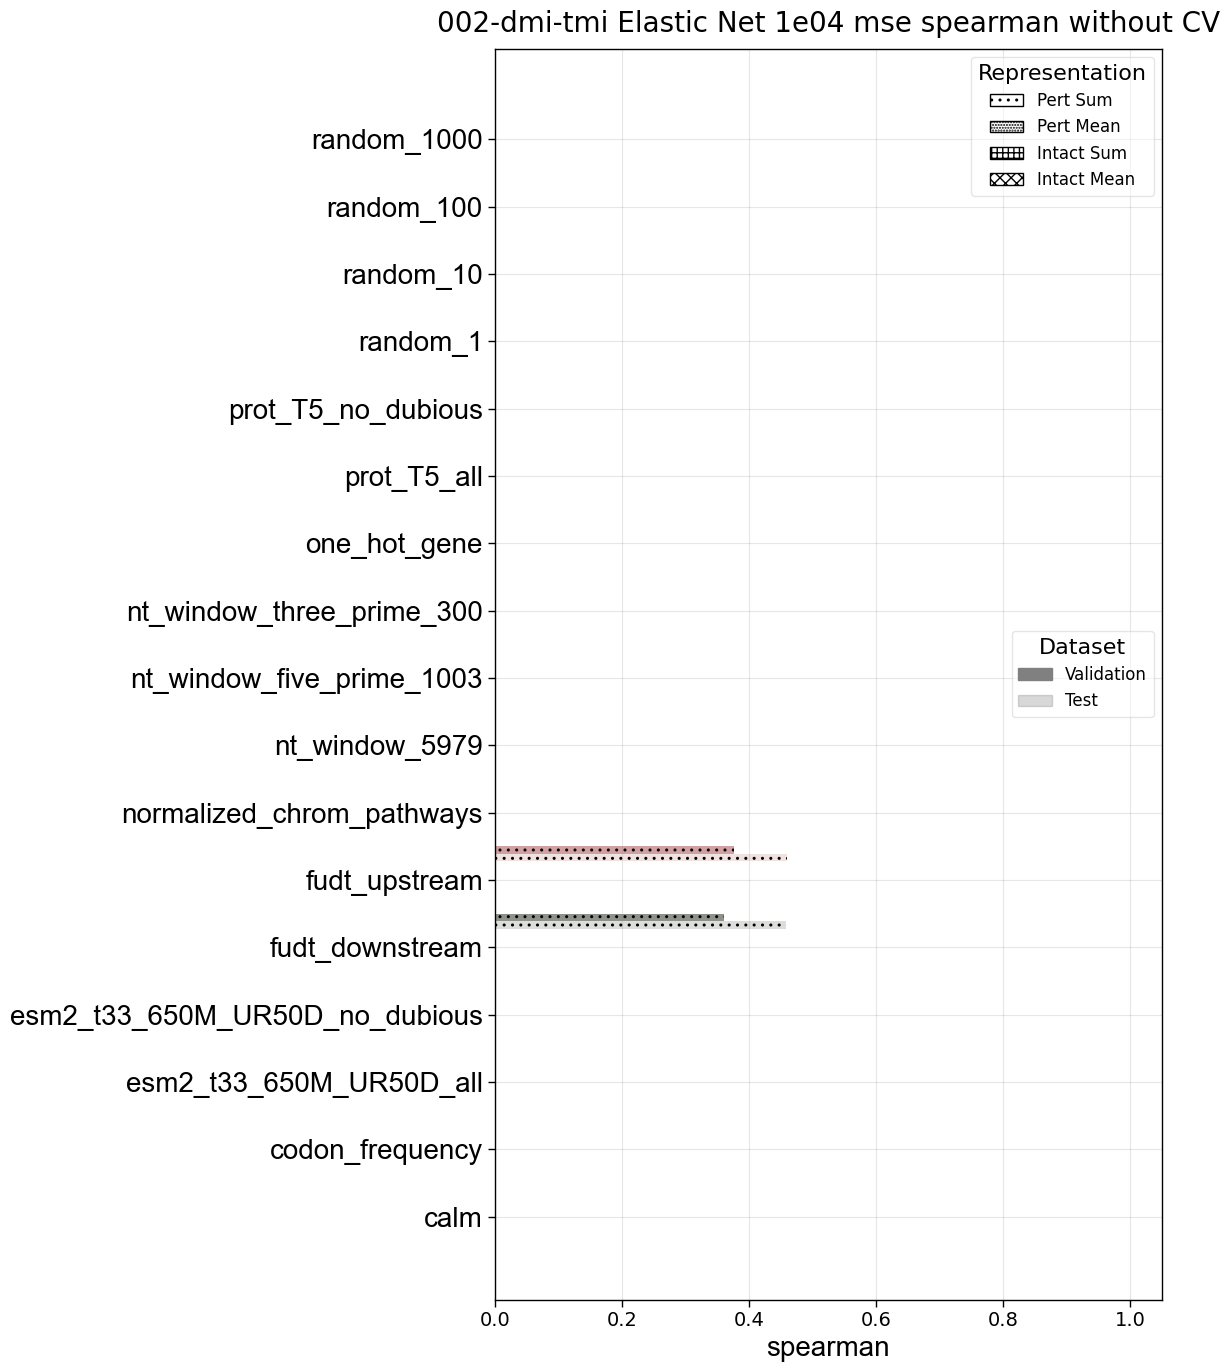 002-dmi-tmi Elastic Net 1e04 mse spearman without CV
Representation
Pert Sum
Pert Mean
Intact Sum
Intact Mean
random_1000
random_100
random_10
random_1
prot_T5_no_dubious
prot_T5_all
one_hot_gene
nt_window_three_prime_300
Dataset
Validation
Test
nt_window_five_prime_1003
nt_window_5979
normalized_chrom_pathways
fudt_upstream
fudt_downstream
esm2_t33_650M_UR50D_no_dubious
esm2_t33_650M_UR50D_all
codon_frequency
calm
0.0 0.2 0.4 0.6 0.8 1.0
spearman